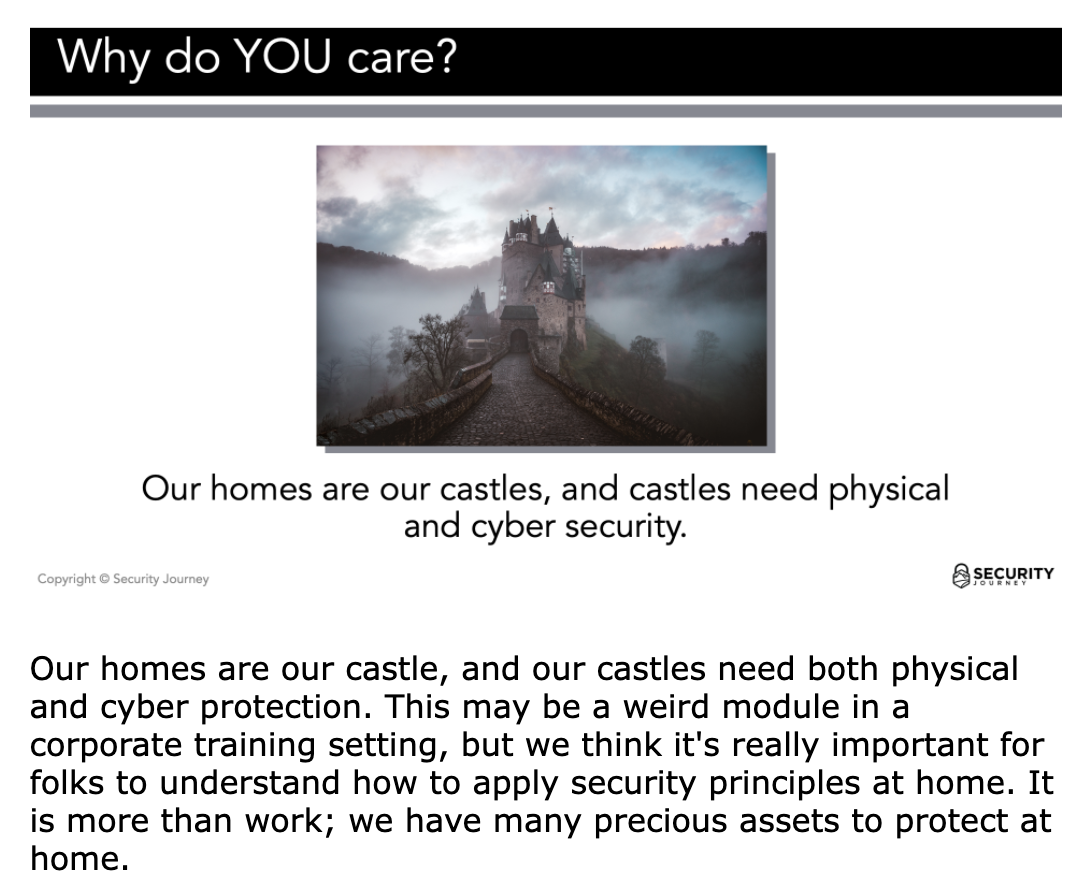 Why do YOU care?
Our homes are our castles, and castles need physical
and cyber security.
Copyright © Security Journey
SECURITY
JOURNEY
Our homes are our castle, and our castles need both physical
and cyber protection. This may be a weird module in a
corporate training setting, but we think it's really important for
folks to understand how to apply security principles at home. It
is more than work; we have many precious assets to protect at
home.